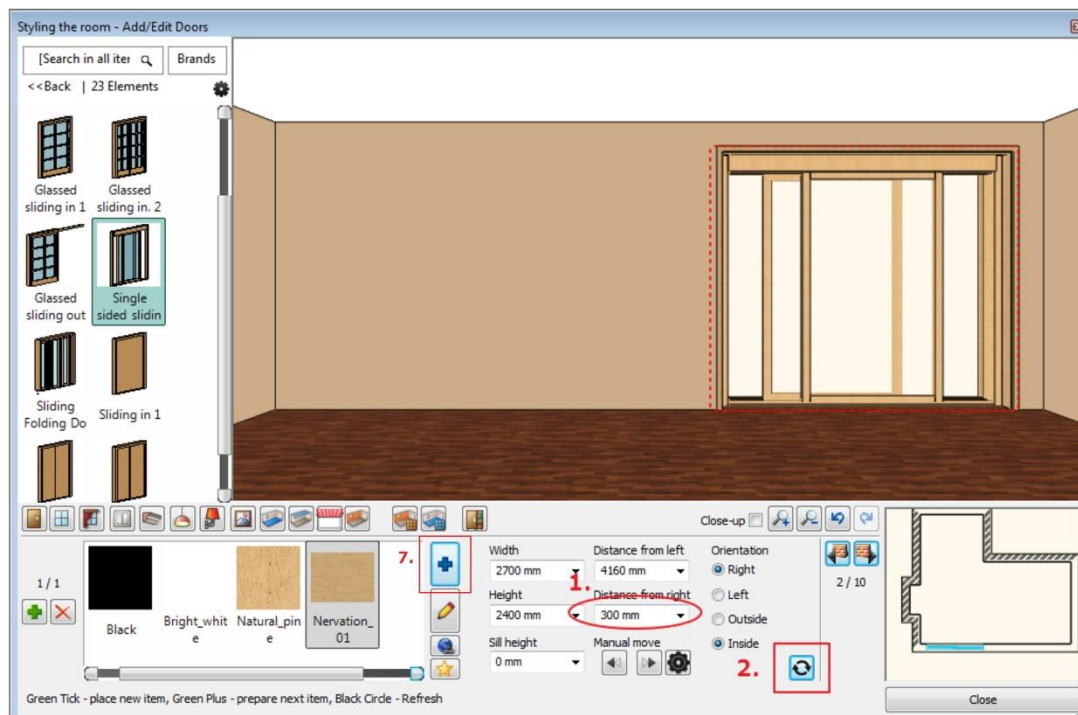 Styling the room - Add/Edit Doors
[Search in all iter
Brands
<<Back | 23 Elements
Glassed
sliding in 1
Glassed
sliding in. 2
Glassed
sliding out
Single
sided slidin
Sliding
Folding Do
Sliding in 1
Close-up
1 / 1
Black
Bright_whit
e
Natural_pin
e
Nervation_
01
7.
Width
2700 mm
Height
2400 mm
Sill height
0 mm
Distance from left
4160 mm
1.
Distance from right
300 mm
Manual move
Orientation
Right
Left
Outside
Inside
2.
2 / 10
Green Tick - place new item, Green Plus - prepare next item, Black Circle - Refresh
Close